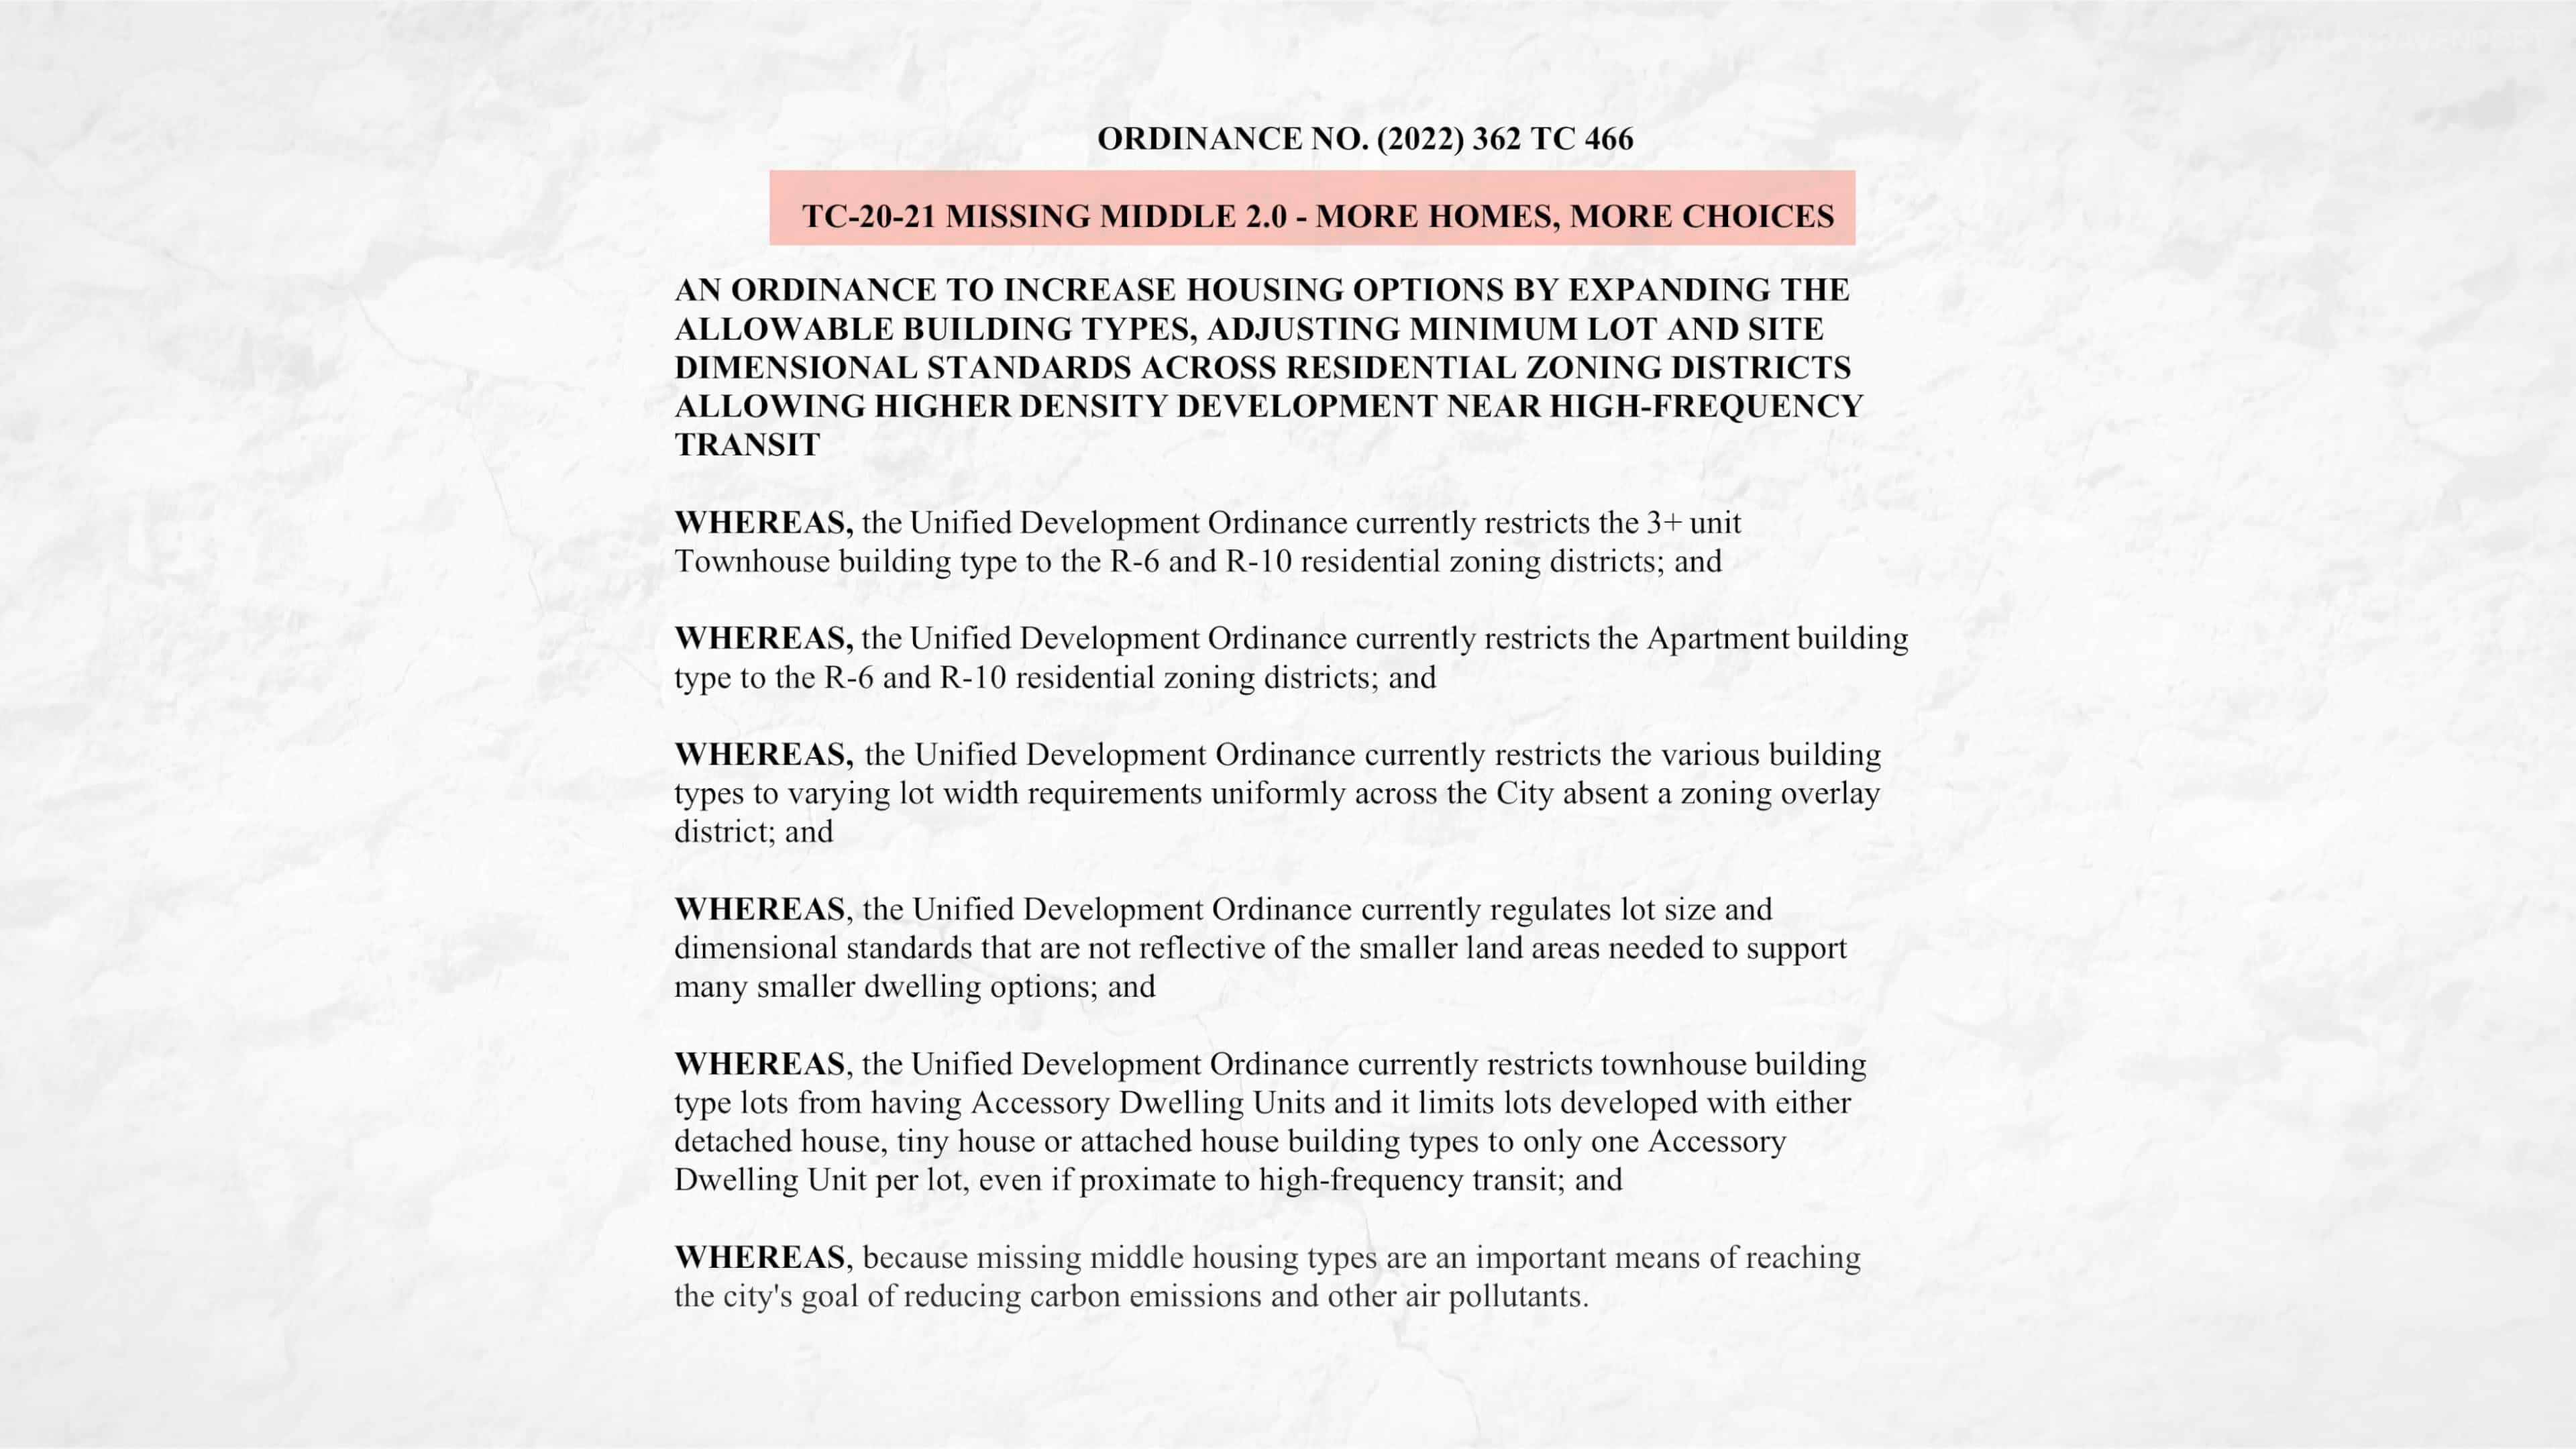 ORDINANCE NO. (2022) 362 TC 466
TC-20-21 MISSING MIDDLE 2.0 - MORE HOMES, MORE CHOICES
AN ORDINANCE TO INCREASE HOUSING OPTIONS BY EXPANDING THE
ALLOWABLE BUILDING TYPES, ADJUSTING MINIMUM LOT AND SITE
DIMENSIONAL STANDARDS ACROSS RESIDENTIAL ZONING DISTRICTS
ALLOWING HIGHER DENSITY DEVELOPMENT NEAR HIGH-FREQUENCY
TRANSIT
WHEREAS, the Unified Development Ordinance currently restricts the 3+ unit
Townhouse building type to the R-6 and R-10 residential zoning districts; and
WHEREAS, the Unified Development Ordinance currently restricts the Apartment building
type to the R-6 and R-10 residential zoning districts; and
WHEREAS, the Unified Development Ordinance currently restricts the various building
types to varying lot width requirements uniformly across the City absent a zoning overlay
district; and
WHEREAS, the Unified Development Ordinance currently regulates lot size and
dimensional standards that are not reflective of the smaller land areas needed to support
many smaller dwelling options; and
WHEREAS, the Unified Development Ordinance currently restricts townhouse building
type lots from having Accessory Dwelling Units and it limits lots developed with either
detached house, tiny house or attached house building types to only one Accessory
Dwelling Unit per lot, even if proximate to high-frequency transit; and
WHEREAS, because missing middle housing types are an important means of reaching
the city's goal of reducing carbon emissions and other air pollutants.